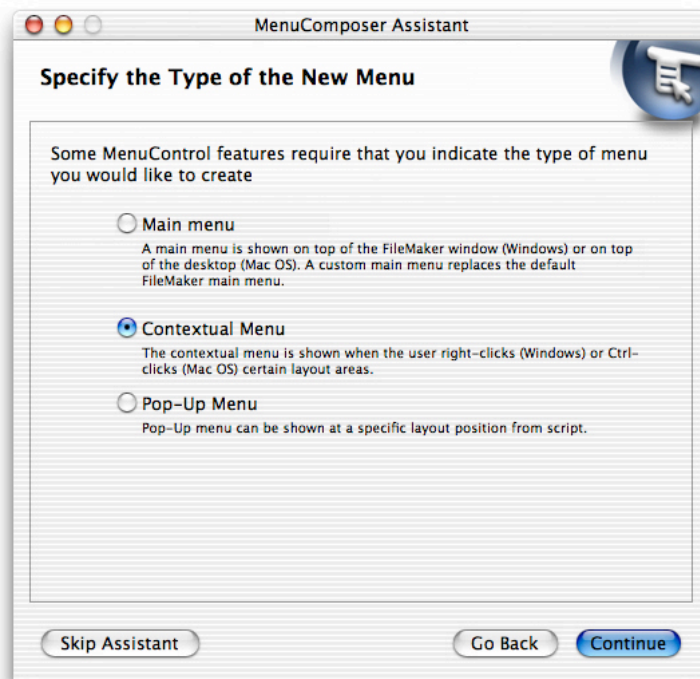 MenuComposer Assistant
Specify the Type of the New Menu
Some MenuControl features require that you indicate the type of menu
you would like to create
Main menu
A main menu is shown on top of the FileMaker window (Windows) or on top
of the desktop (Mac OS). A custom main menu replaces the default
FileMaker main menu.
Contextual Menu
The contextual menu is shown when the user right-clicks (Windows) or Ctrl-
clicks (Mac OS) certain layout areas.
Pop-Up Menu
Pop-Up menu can be shown at a specific layout position from script.
Skip Assistant
Go Back
Continue